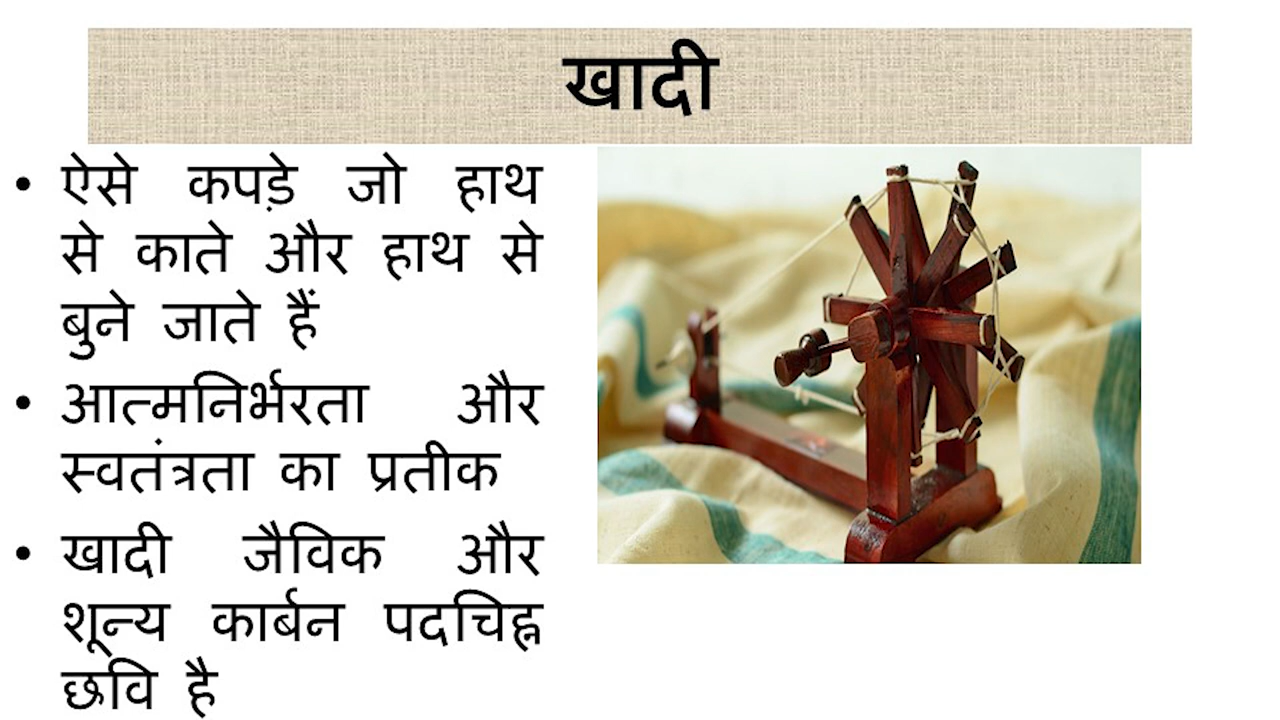 खादी
• ऐसे कपड़े जो हाथ
से काते और हाथ से
बुने जाते हैं
• आत्मनिर्भरता और
स्वतंत्रता का प्रतीक
• खादी जैविक और
शून्य कार्बन पदचिह्न
छवि है